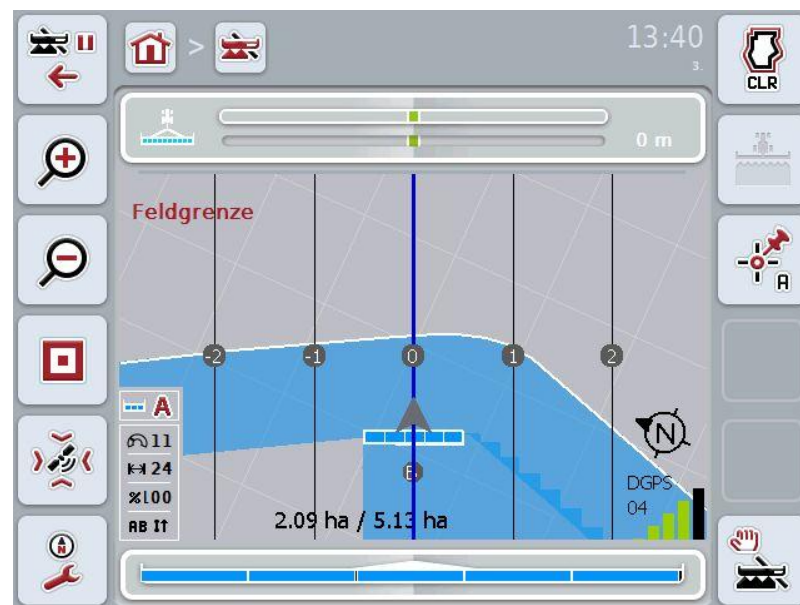 >
13:40
3.
CLR
0 m
Feldgrenze
A
-2
-1
0
1
2
A
11
24
%100
AB
B
N
DGPS
04
2.09 ha / 5.13 ha
N